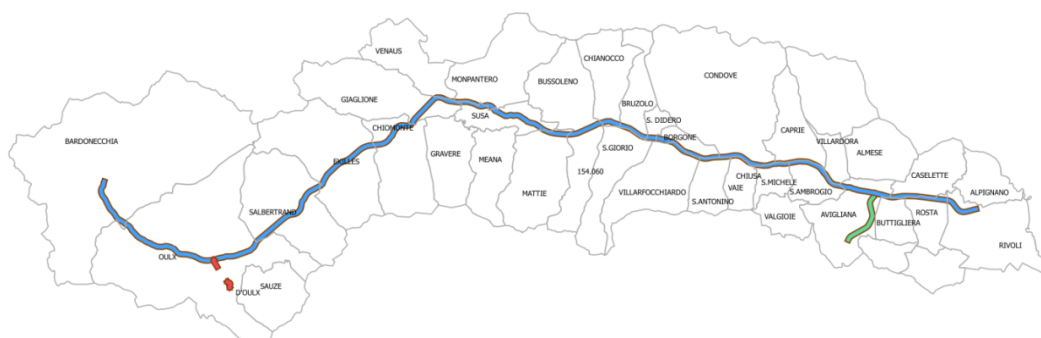 VENAUS
CHIANOCCO
MONPANTERO
BUSSOLENO
CONDOVE
GIAGLIONE
BRUZOLO
SUSA
S. DIDERO
CHIOMONTE
CAPRIE
BORGONE
VILLARDORA
BARDONECCHIA
S.GIORIO
ALMESE
GRAVERE
MEANA
EXILLES
154.060
CHIUSA
CASELETTE
S.MICHELE
VAIE
MATTIE
VILLARFOCCHIARDO
S.AMBROGIO
ALPIGNANO
S.ANTONINO
SALBERTRAND
VALGIOIE
AVIGLIANA
ROSTA
BUTTIGLIERA
RIVOLI
OULX
SAUZE
D'OULX